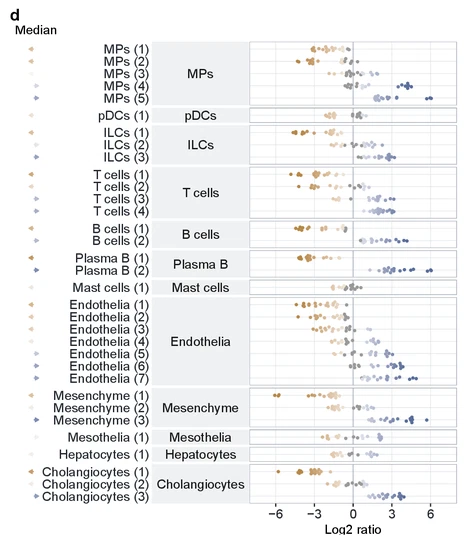 d
Median
MPs (1)
MPs (2)
MPs (3) MPs
MPs (4)
MPs (5)
pDCs (1) pDCs
ILCs (1)
ILCs (2) ILCs
ILCs (3)
T cells (1)
T cells (2) T cells
T cells (3)
T cells (4)
B cells (1) B cells
B cells (2)
Plasma B (1) Plasma B
Plasma B (2)
Mast cells (1) Mast cells
Endothelia (1)
Endothelia (2)
Endothelia (3)
Endothelia (4) Endothelia
Endothelia (5)
Endothelia (6)
Endothelia (7)
Mesenchyme (1)
Mesenchyme (2) Mesenchyme
Mesenchyme (3)
Mesothelia (1) Mesothelia
Hepatocytes (1) Hepatocytes
Cholangiocytes (1)
Cholangiocytes (2) Cholangiocytes
Cholangiocytes (3)
−6 −3 0 3 6
Log2 ratio